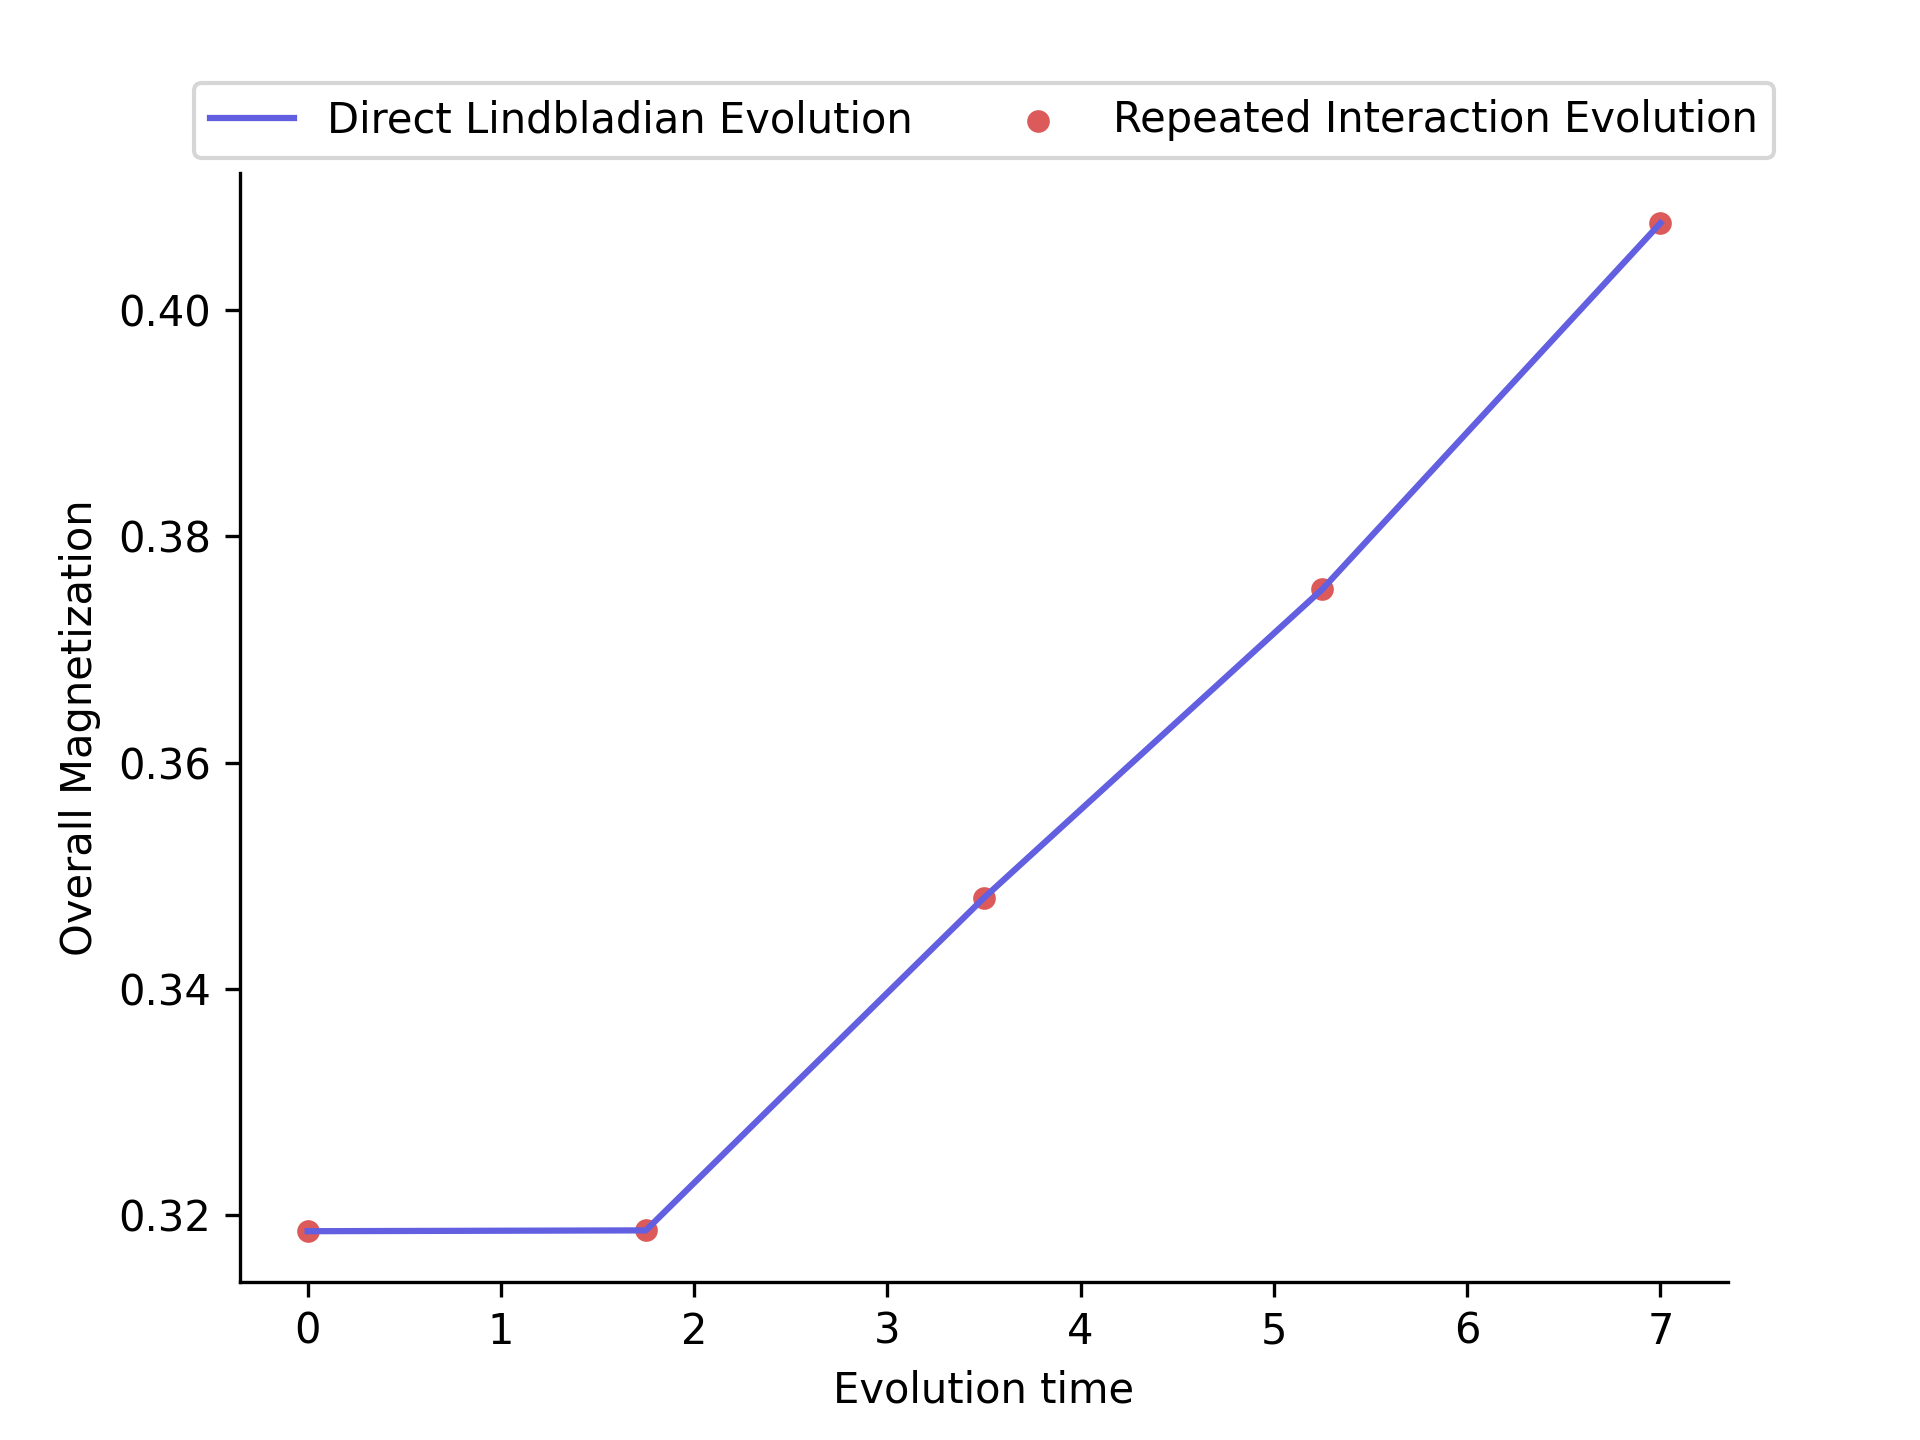 Direct Lindbladian Evolution
Repeated Interaction Evolution
Overall Magnetization
0.40
0.38
0.36
0.34
0.32
0 1 2 3 4 5 6 7
Evolution time